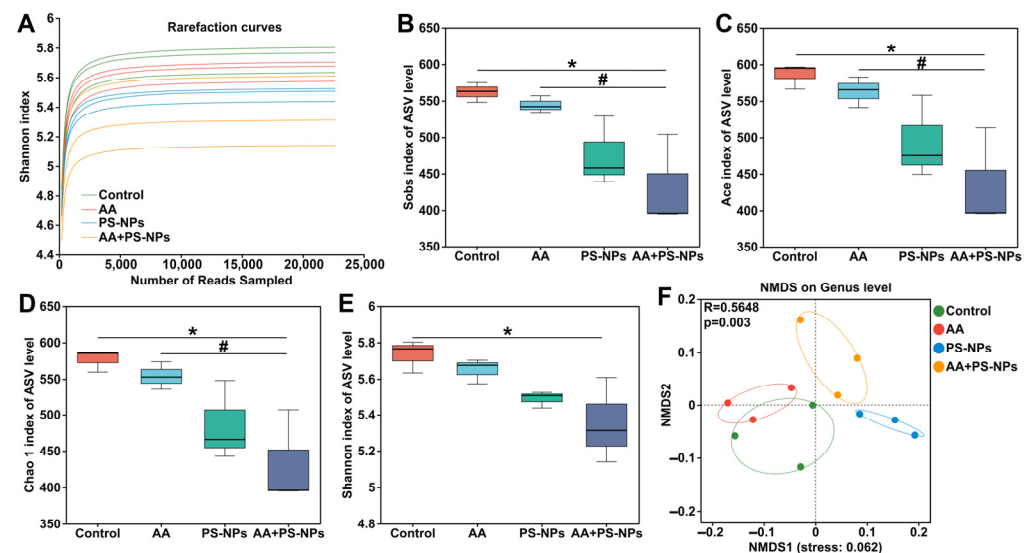 A
Rarefaction curves
Shannon index
6
5.8
5.6
5.4
5.2
5
4.8
4.6
4.4
Control
AA
PS-NPs
AA+PS-NPs
0
5,000
10,000
15,000
20,000
25,000
Number of Reads Sampled
B
Sobs index of ASV level
650
600
550
500
450
400
350
*
#
Control
AA
PS-NPs
AA+PS-NPs
C
Ace index of ASV level
650
600
550
500
450
400
350
*
#
Control
AA
PS-NPs
AA+PS-NPs
D
Chao 1 index of ASV level
650
600
550
500
450
400
350
*
#
Control
AA
PS-NPs
AA+PS-NPs
E
Shannon index of ASV level
6
5.8
5.6
5.4
5.2
4.8
*
Control
AA
PS-NPs
AA+PS-NPs
F
NMDS on Genus level
R=0.5648
p=0.003
NMDS2
0.2
0.1
0
−0.1
−0.2
−0.2
−0.1
0
0.1
0.2
NMDS1 (stress: 0.062)
Control
AA
PS-NPs
AA+PS-NPs